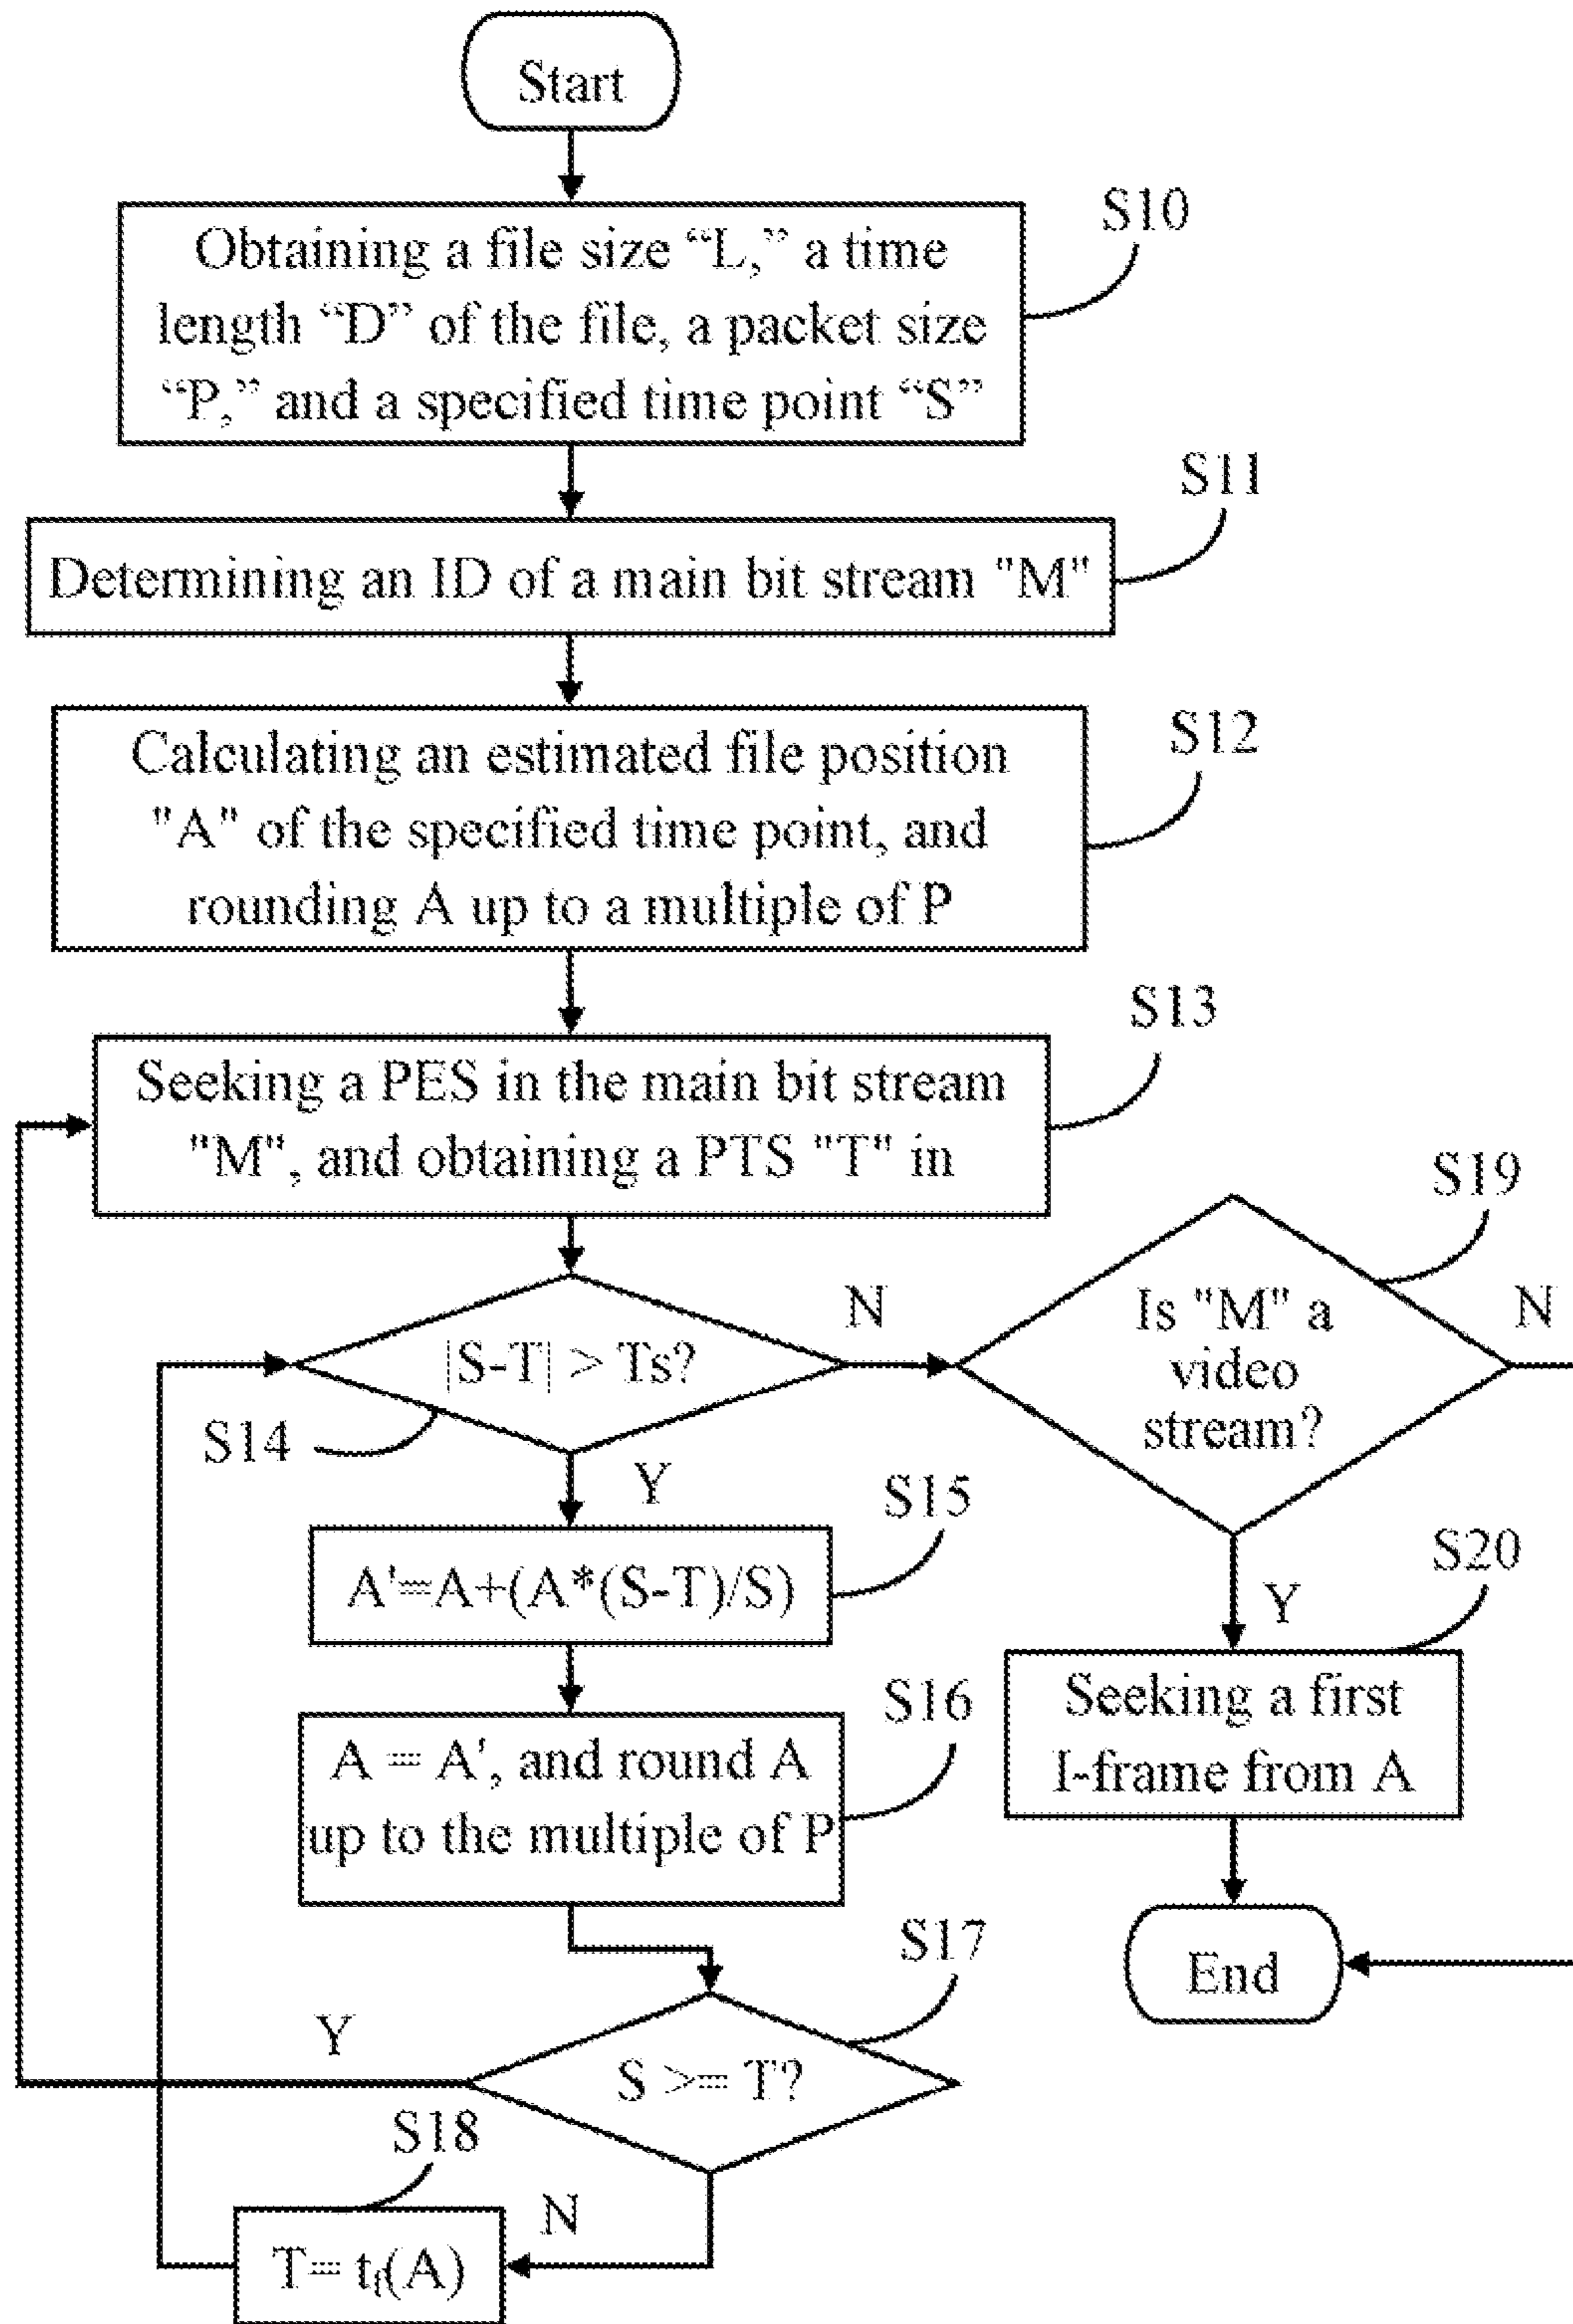 Start
S10
Obtaining a file size “L,” a time
length “D” of the file, a packet size
“P,” and a specified time point “S”
S11
Determining an ID of a main bit stream "M"
S12
Calculating an estimated file position
"A" of the specified time point, and
rounding A up to a multiple of P
S13
Seeking a PES in the main bit stream
"M", and obtaining a PTS "T" in
S14
|S-T| > Ts?
N
Y
S19
Is "M" a
video
stream?
N
Y
S15
A'=A+(A*(S-T)/S)
S16
A = A', and round A
up to the multiple of P
S20
Seeking a first
I-frame from A
End
S17
S >= T?
Y
N
S18
T= tf(A)